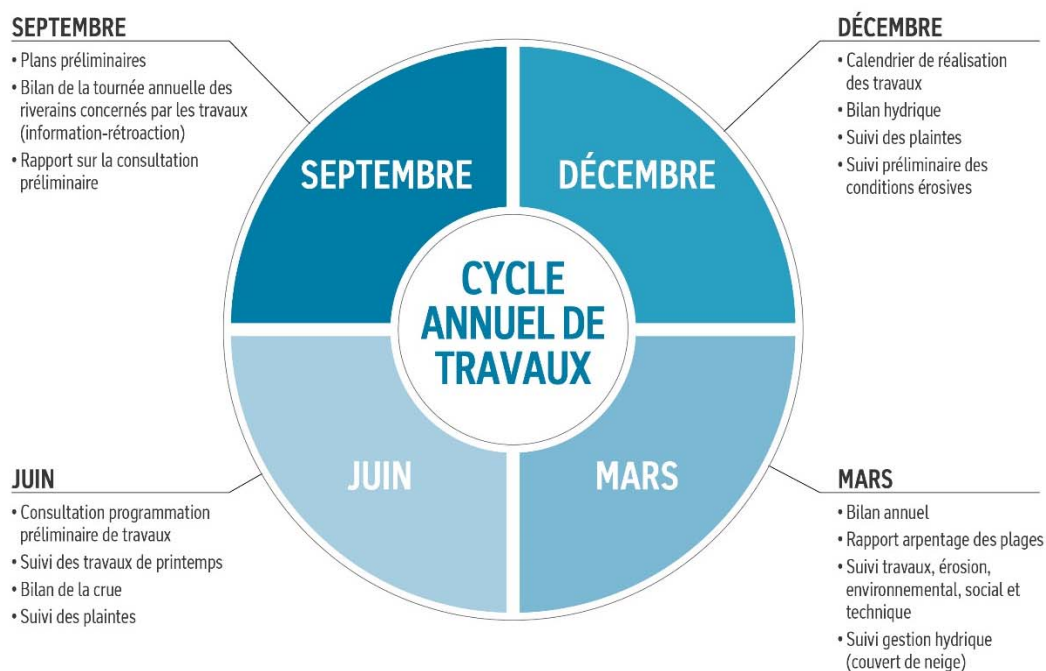 SEPTEMBRE
• Plans préliminaires
• Bilan de la tournée annuelle des
riverains concernés par les travaux
(information-rétroaction)
• Rapport sur la consultation
préliminaire
DÉCEMBRE
• Calendrier de réalisation
des travaux
• Bilan hydrique
• Suivi des plaintes
• Suivi préliminaire des
conditions érosives
SEPTEMBRE
DÉCEMBRE
CYCLE
ANNUEL DE
TRAVAUX
JUIN
MARS
JUIN
• Consultation programmation
préliminaire de travaux
• Suivi des travaux de printemps
• Bilan de la crue
• Suivi des plaintes
MARS
• Bilan annuel
• Rapport arpentage des plages
• Suivi travaux, érosion,
environnemental, social et
technique
• Suivi gestion hydrique
(couvert de neige)